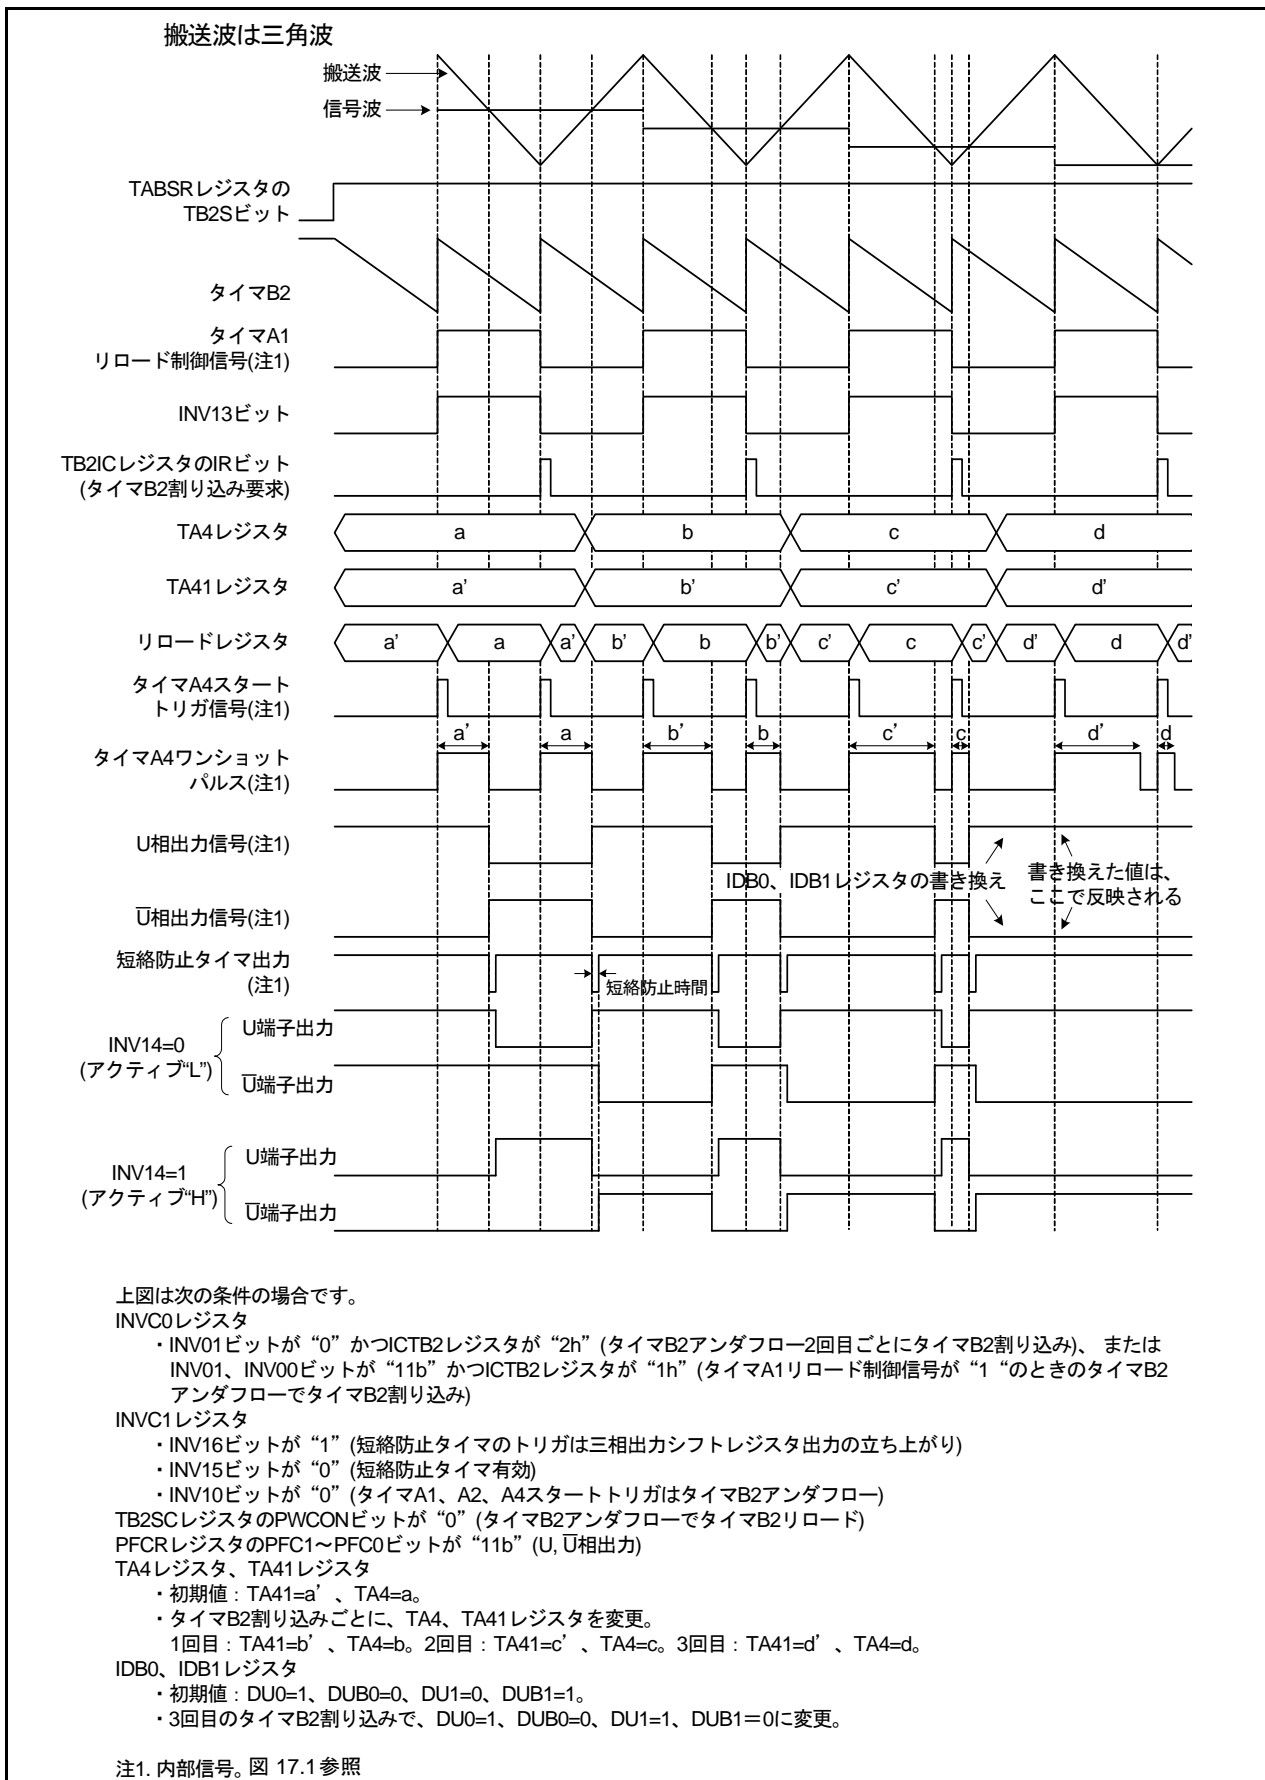 搬送波は三角波
搬送波
信号波
TABSRレジスタの
TB2Sビット
タイマB2
タイマA1
リロード制御信号(注1)
INV13ビット
TB2ICレジスタのIRビット
(タイマB2割り込み要求)
TA4レジスタ
a
b
c
d
TA41レジスタ
a’
b’
c’
d’
リロードレジスタ
a’
a
a’
b’
b
b’
c’
c
c’
d’
d
d’
タイマA4スタート
トリガ信号(注1)
a’
a
b’
b
c’
c
d’
d
タイマA4ワンショット
パルス(注1)
U相出力信号(注1)
IDB0、IDB1レジスタの書き換え
書き換えた値は、
ここで反映される
U̅相出力信号(注1)
短絡防止タイマ出力
(注1)
短絡防止時間
INV14=0
(アクティブ“L”)
U端子出力
U̅端子出力
INV14=1
(アクティブ“H”)
U端子出力
U̅端子出力
上図は次の条件の場合です。
INVC0レジスタ
・INV01ビットが“0”かつICTB2レジスタが“2h”(タイマB2アンダフロー2回目ごとにタイマB2割り込み)、または
INV01、INV00ビットが“11b”かつICTB2レジスタが“1h”(タイマA1リロード制御信号が“1“のときのタイマB2
アンダフローでタイマB2割り込み)
INVC1レジスタ
・INV16ビットが“1”(短絡防止タイマのトリガは三相出力シフトレジスタ出力の立ち上がり)
・INV15ビットが“0”(短絡防止タイマ有効)
・INV10ビットが“0”(タイマA1、A2、A4スタートトリガはタイマB2アンダフロー)
TB2SCレジスタのPWCONビットが“0”(タイマB2アンダフローでタイマB2リロード)
PFCRレジスタのPFC1～PFC0ビットが“11b”(U, U̅相出力)
TA4レジスタ、TA41レジスタ
・初期値：TA41=a’、TA4=a。
・タイマB2割り込みごとに、TA4、TA41レジスタを変更。
1回目：TA41=b’、TA4=b。2回目：TA41=c’、TA4=c。3回目：TA41=d’、TA4=d。
IDB0、IDB1レジスタ
・初期値：DU0=1、DUB0=0、DU1=0、DUB1=1。
・3回目のタイマB2割り込みで、DU0=1、DUB0=0、DU1=1、DUB1＝0に変更。
注1. 内部信号。図 17.1参照